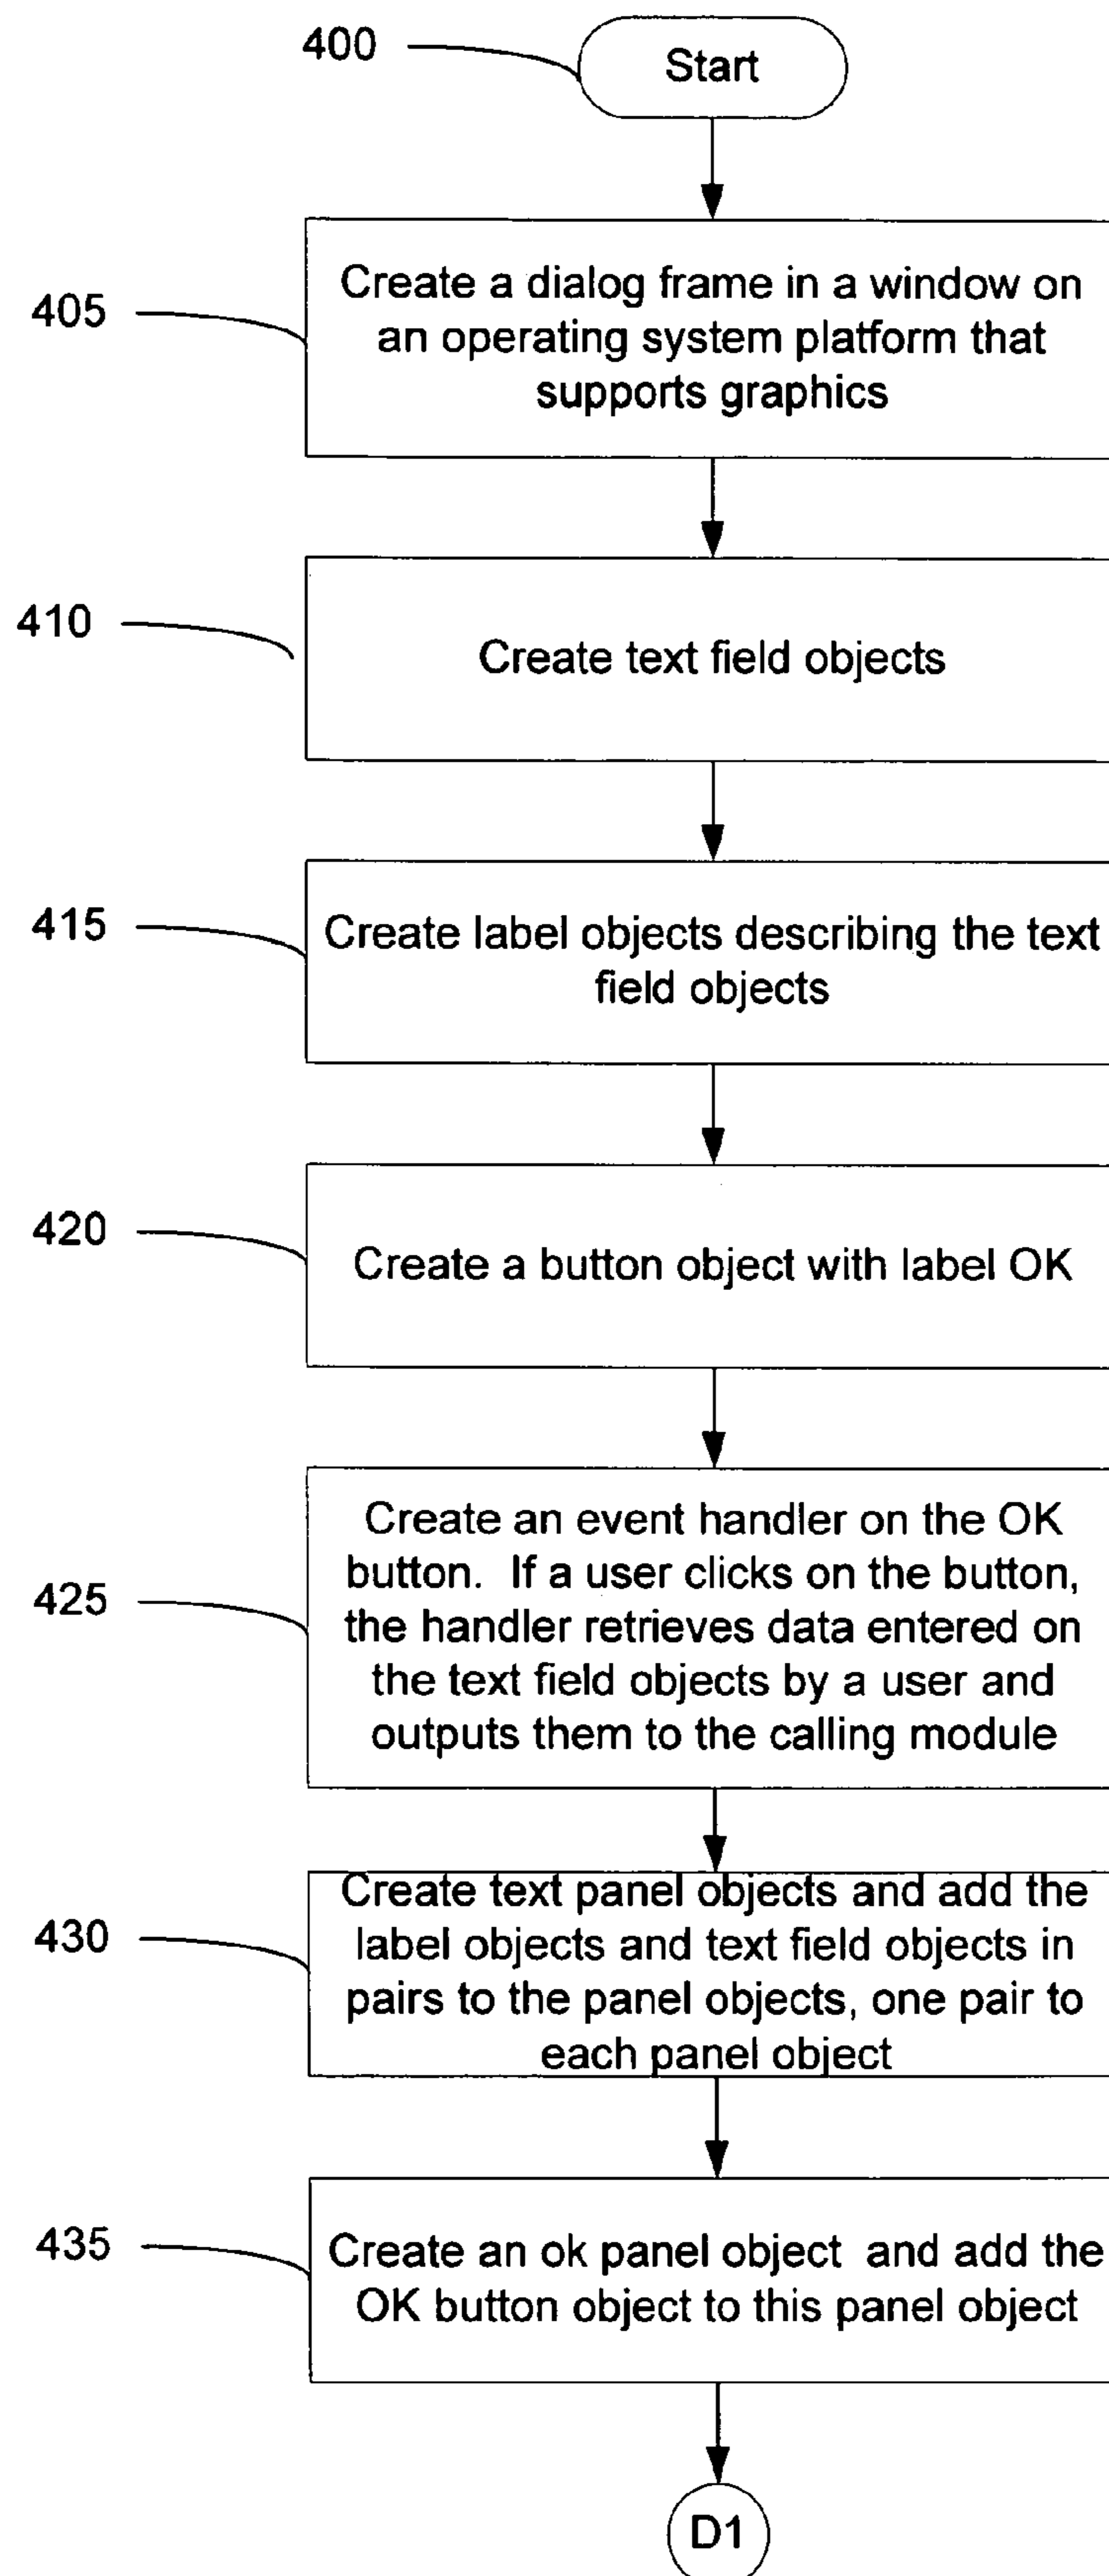 400
Start
405
Create a dialog frame in a window on
an operating system platform that
supports graphics
410
Create text field objects
415
Create label objects describing the text
field objects
420
Create a button object with label OK
425
Create an event handler on the OK
button.  If a user clicks on the button,
the handler retrieves data entered on
the text field objects by a user and
outputs them to the calling module
430
Create text panel objects and add the
label objects and text field objects in
pairs to the panel objects, one pair to
each panel object
435
Create an ok panel object  and add the
OK button object to this panel object
D1